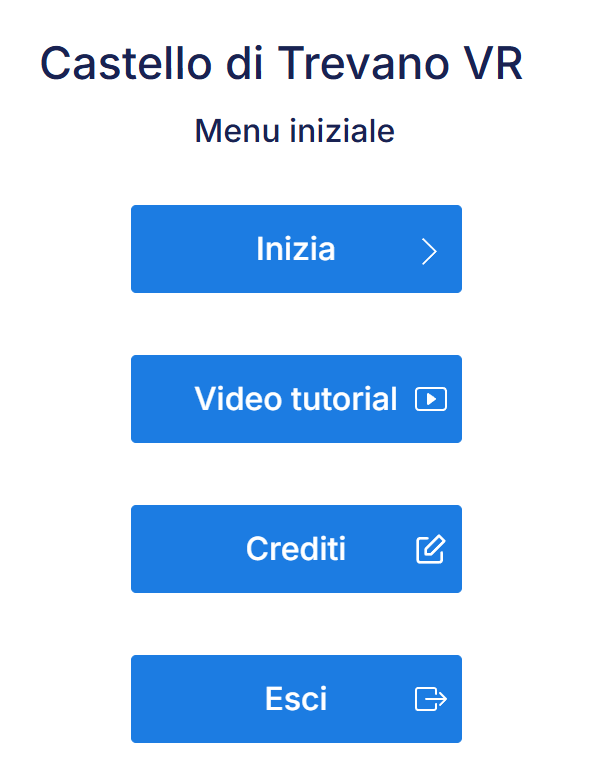 Castello di Trevano VR
Menu iniziale
Inizia
Video tutorial
Crediti
Esci